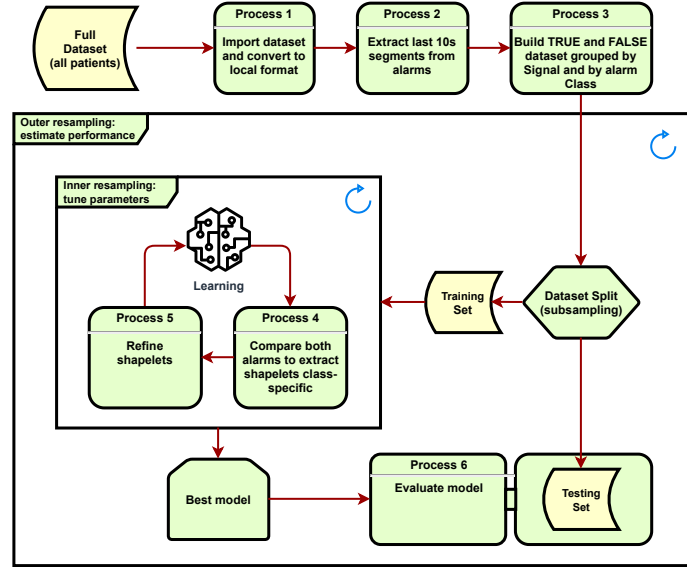 Full
Dataset
(all patients)
Process 1
Import dataset
and convert to
local format
Process 2
Extract last 10s
segments from
alarms
Process 3
Build TRUE and FALSE
dataset grouped by
Signal and by alarm
Class
Outer resampling:
estimate performance
Inner resampling:
tune parameters
Learning
Process 5
Refine
shapelets
Process 4
Compare both
alarms to extract
shapelets class-
specific
Training
Set
Dataset Split
(subsampling)
Best model
Process 6
Evaluate model
Testing
Set